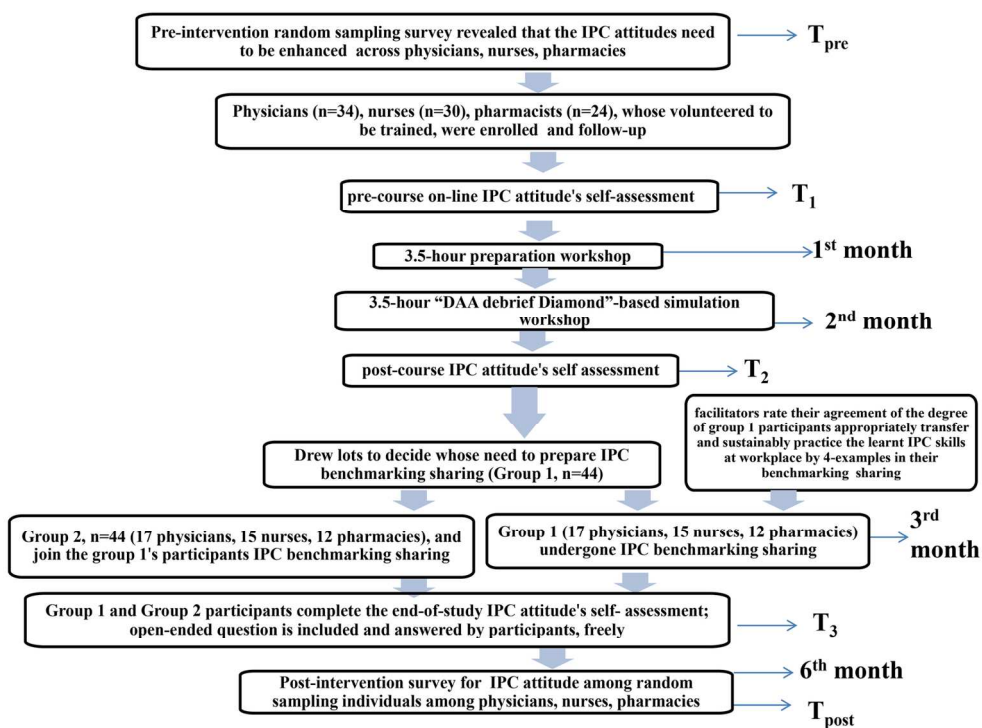 Pre-intervention random sampling survey revealed that the IPC attitudes need
to be enhanced across physicians, nurses, pharmacies
Tpre
Physicians (n=34), nurses (n=30), pharmacists (n=24), whose volunteered to
be trained, were enrolled and follow-up
pre-course on-line IPC attitude's self-assessment
T1
3.5-hour preparation workshop
1st month
3.5-hour “DAA debrief Diamond”-based simulation
workshop
2nd month
post-course IPC attitude's self assessment
T2
facilitators rate their agreement of the degree
of group 1 participants appropriately transfer
and sustainably practice the learnt IPC skills
at workplace by 4-examples in their
benchmarking sharing
Drew lots to decide whose need to prepare IPC
benchmarking sharing (Group 1, n=44)
Group 2, n=44 (17 physicians, 15 nurses, 12 pharmacies), and
join the group 1's participants IPC benchmarking sharing
Group 1 (17 physicians, 15 nurses, 12 pharmacies)
undergone IPC benchmarking sharing
3rd
month
Group 1 and Group 2 participants complete the end-of-study IPC attitude's self- assessment;
open-ended question is included and answered by participants, freely
T3
Post-intervention survey for IPC attitude among random
sampling individuals among physicians, nurses, pharmacies
6th month
Tpost